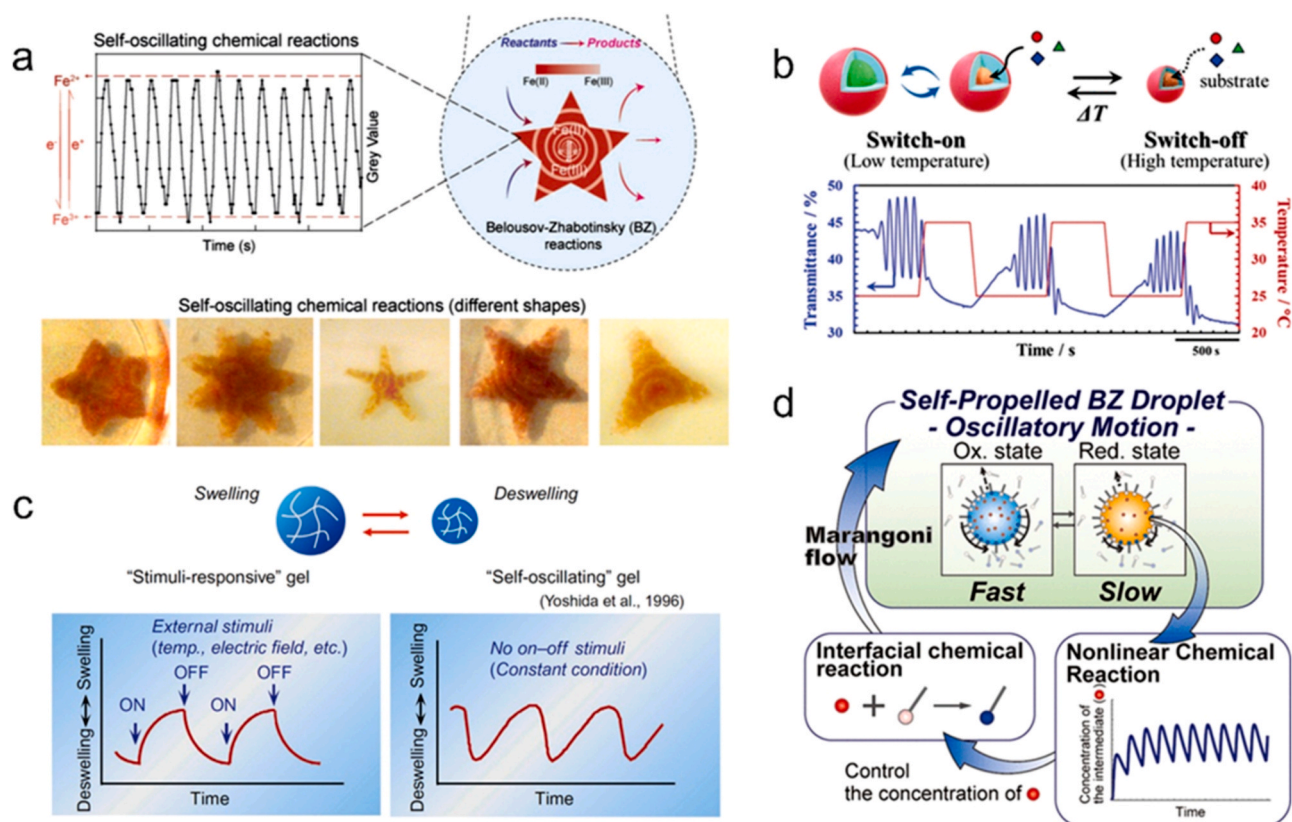 a
Self-oscillating chemical reactions
Fe²⁺
e⁻
e⁺
Fe³⁺
Grey Value
Time (s)
Reactants
Products
Fe(II)
Fe(III)
Fe(II)
Fe(III)
Belousov-Zhabotinsky (BZ)
reactions
Self-oscillating chemical reactions (different shapes)
b
substrate
ΔT
Switch-on
(Low temperature)
Switch-off
(High temperature)
Transmittance / %
50
45
40
35
30
Temperature / °C
40
35
30
25
20
Time / s
500 s
c
Swelling
Deswelling
"Stimuli-responsive" gel
External stimuli
(temp., electric field, etc.)
ON
OFF
ON
OFF
Deswelling
Swelling
Time
"Self-oscillating" gel
(Yoshida et al., 1996)
No on–off stimuli
(Constant condition)
Deswelling
Swelling
Time
d
Self-Propelled BZ Droplet
- Oscillatory Motion -
Ox. state
Red. state
Fast
Slow
Marangoni
flow
Interfacial chemical
reaction
+
Nonlinear Chemical
Reaction
Concentration of
the intermediate ( )
Time
Control
the concentration of